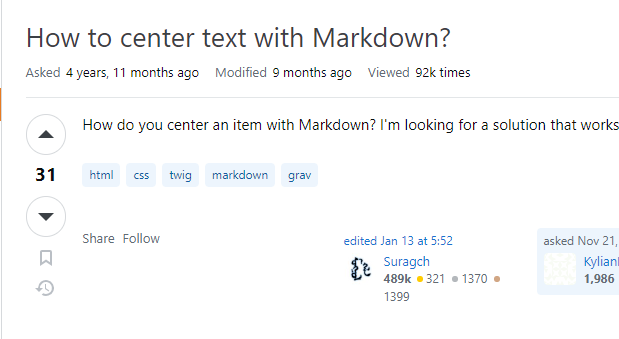 How to center text with Markdown?
Asked 4 years, 11 months ago Modified 9 months ago Viewed 92k times
How do you center an item with Markdown? I'm looking for a solution that works
31
html css twig markdown grav
Share Follow
edited Jan 13 at 5:52
Suragch
489k 321 1370
1399
asked Nov 21,
Kylian
1,986